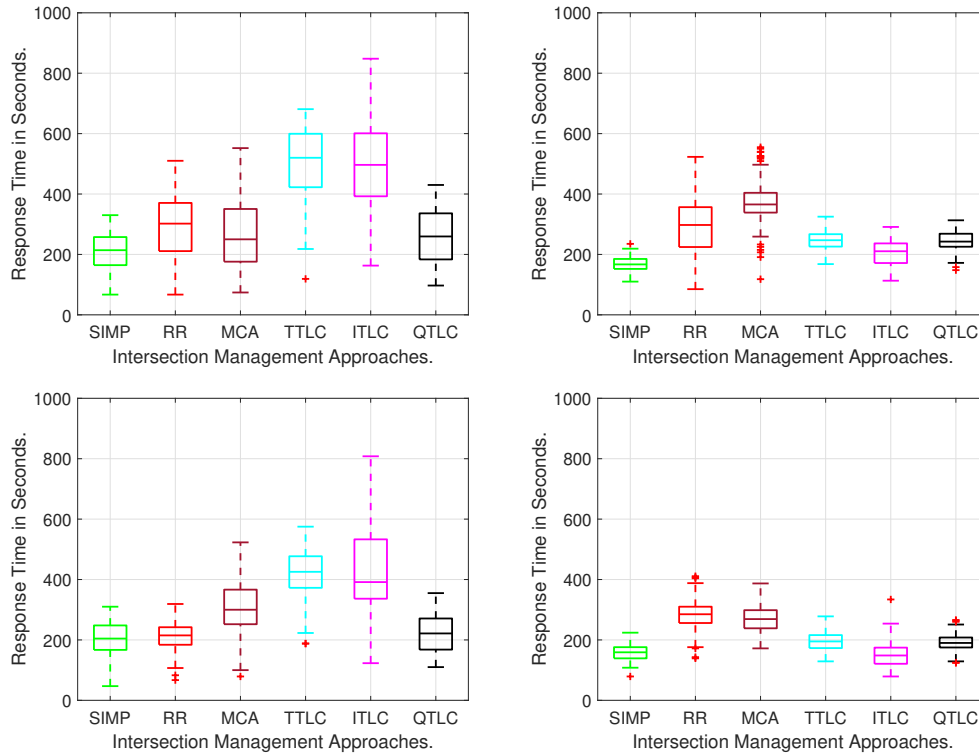 1000
800
600
400
200
0
Response Time in Seconds.
SIMP RR MCA TTLC ITLC QTLC
Intersection Management Approaches.
1000
800
600
400
200
0
Response Time in Seconds.
SIMP RR MCA TTLC ITLC QTLC
Intersection Management Approaches.
1000
800
600
400
200
0
Response Time in Seconds.
SIMP RR MCA TTLC ITLC QTLC
Intersection Management Approaches.
1000
800
600
400
200
0
Response Time in Seconds.
SIMP RR MCA TTLC ITLC QTLC
Intersection Management Approaches.